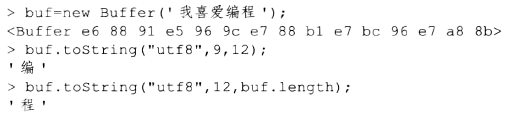 > buf=new Buffer('我喜爱编程');
<Buffer e6 88 91 e5 96 9c e7 88 b1 e7 bc 96 e7 a8 8b>
> buf.toString("utf8",9,12);
'编'
> buf.toString("utf8",12,buf.length);
'程'